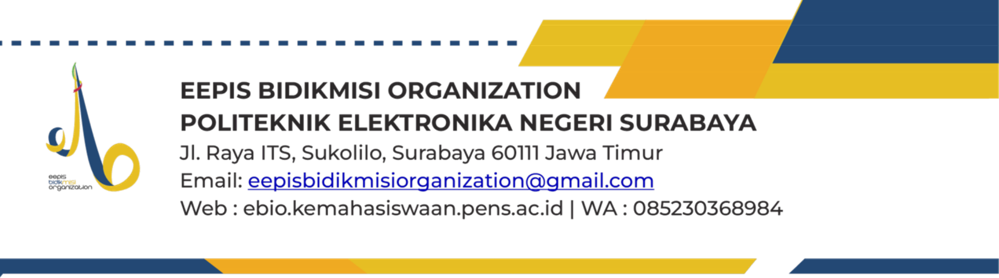 EEPIS BIDIKMISI ORGANIZATION
POLITEKNIK ELEKTRONIKA NEGERI SURABAYA
Jl. Raya ITS, Sukolilo, Surabaya 60111 Jawa Timur
Email: eepisbidikmisiorganization@gmail.com
Web : ebio.kemahasiswaan.pens.ac.id | WA : 085230368984
eepis
bidikmisi
organization